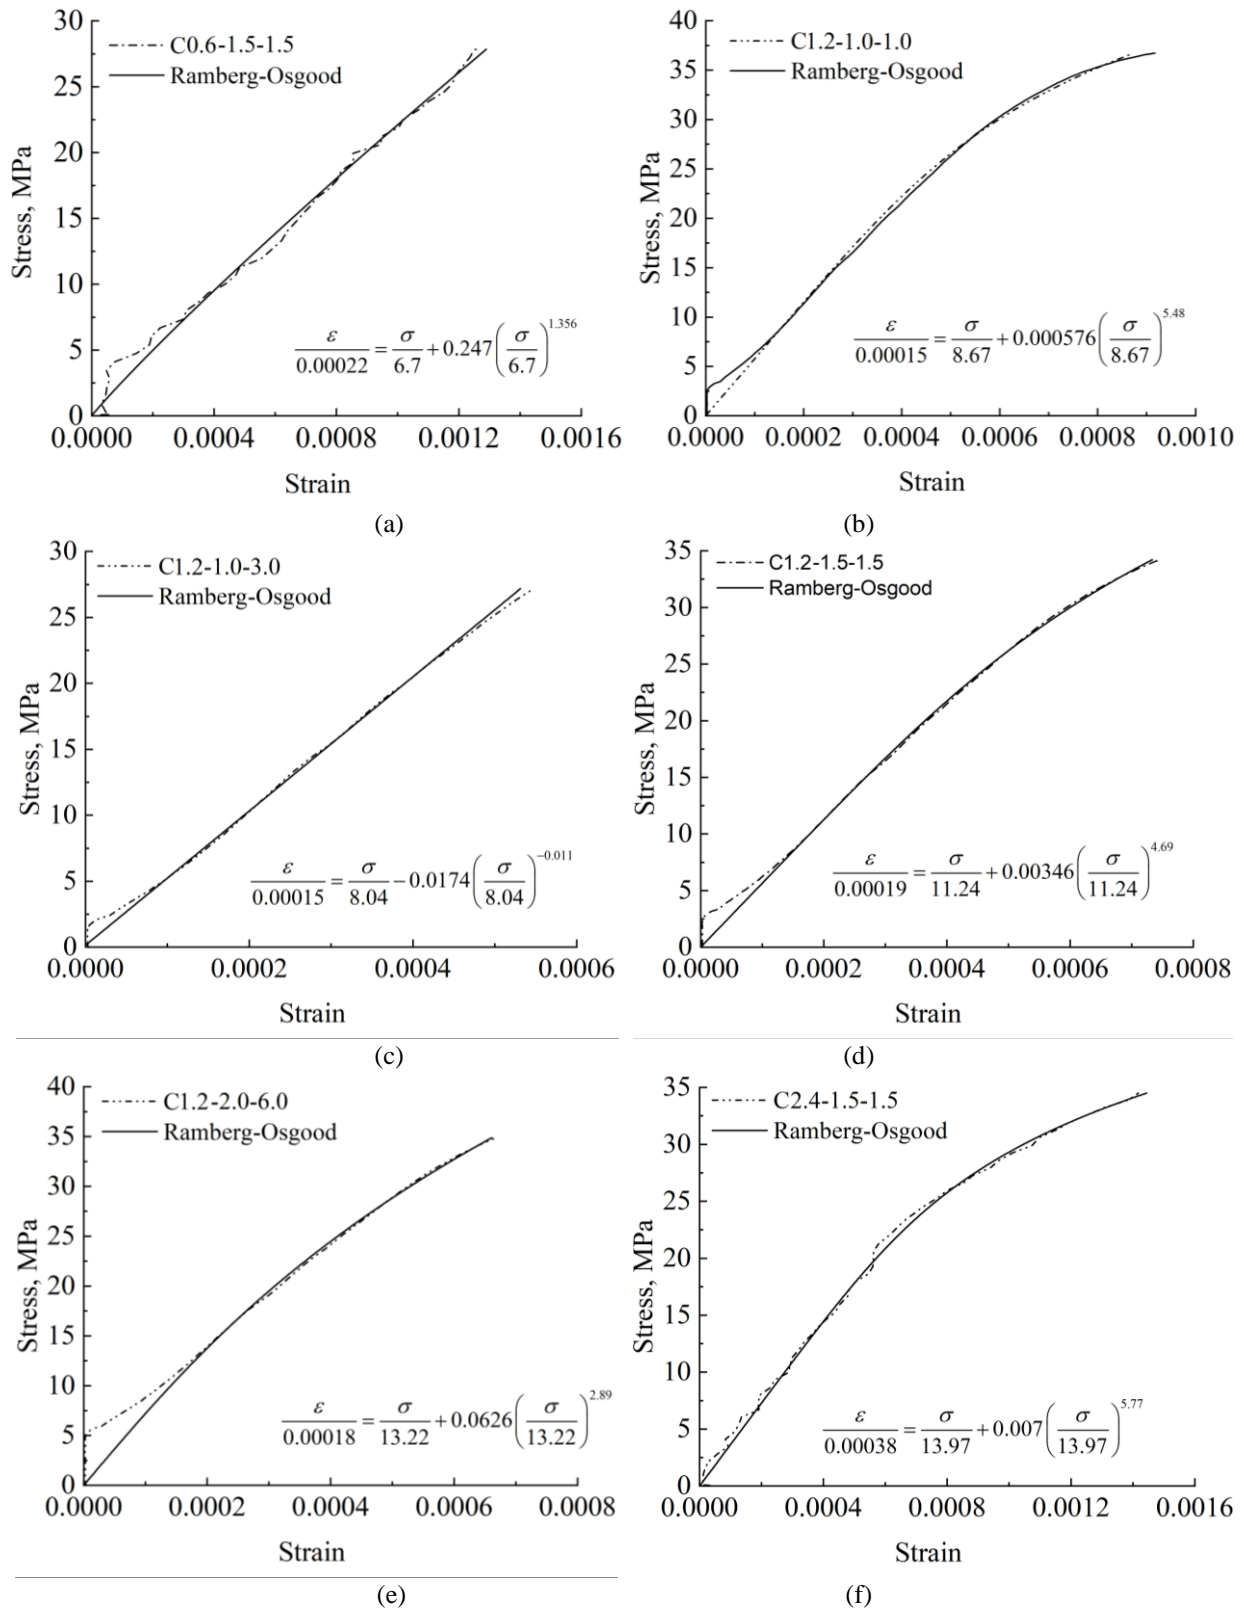 30
25
20
15
10
5
0
Stress, MPa
C0.6-1.5-1.5
Ramberg-Osgood
ε/0.00022 = σ/6.7 + 0.247(σ/6.7)^1.356
0.0000 0.0004 0.0008 0.0012 0.0016
Strain
(a)
40
35
30
25
20
15
10
5
0
Stress, MPa
C1.2-1.0-1.0
Ramberg-Osgood
ε/0.00015 = σ/8.67 + 0.000576(σ/8.67)^5.48
0.0000 0.0002 0.0004 0.0006 0.0008 0.0010
Strain
(b)
30
25
20
15
10
5
0
Stress, MPa
C1.2-1.0-3.0
Ramberg-Osgood
ε/0.00015 = σ/8.04 − 0.0174(σ/8.04)^−0.011
0.0000 0.0002 0.0004 0.0006
Strain
(c)
35
30
25
20
15
10
5
0
Stress, MPa
C1.2-1.5-1.5
Ramberg-Osgood
ε/0.00019 = σ/11.24 + 0.00346(σ/11.24)^4.69
0.0000 0.0002 0.0004 0.0006 0.0008
Strain
(d)
40
35
30
25
20
15
10
5
0
Stress, MPa
C1.2-2.0-6.0
Ramberg-Osgood
ε/0.00018 = σ/13.22 + 0.0626(σ/13.22)^2.89
0.0000 0.0002 0.0004 0.0006 0.0008
Strain
(e)
35
30
25
20
15
10
5
0
Stress, MPa
C2.4-1.5-1.5
Ramberg-Osgood
ε/0.00038 = σ/13.97 + 0.007(σ/13.97)^5.77
0.0000 0.0004 0.0008 0.0012 0.0016
Strain
(f)